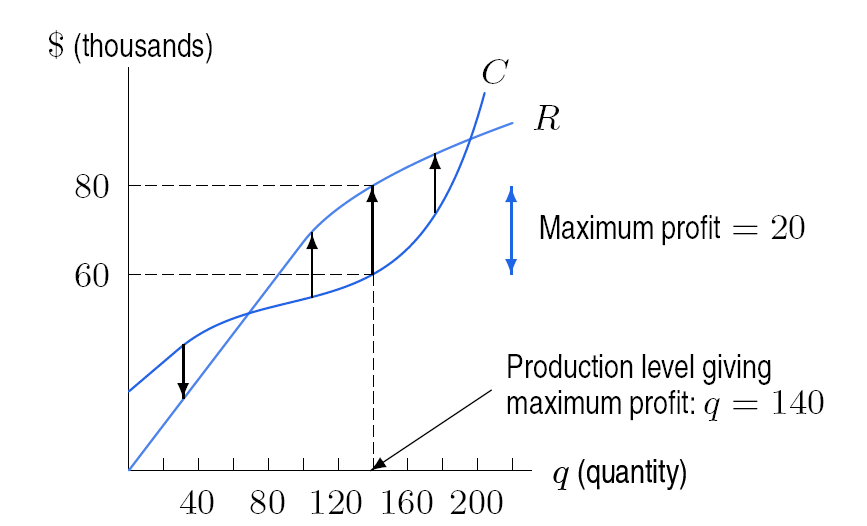 $ (thousands)
C
R
80
Maximum profit = 20
60
Production level giving
maximum profit: q = 140
q (quantity)
40 80 120 160 200